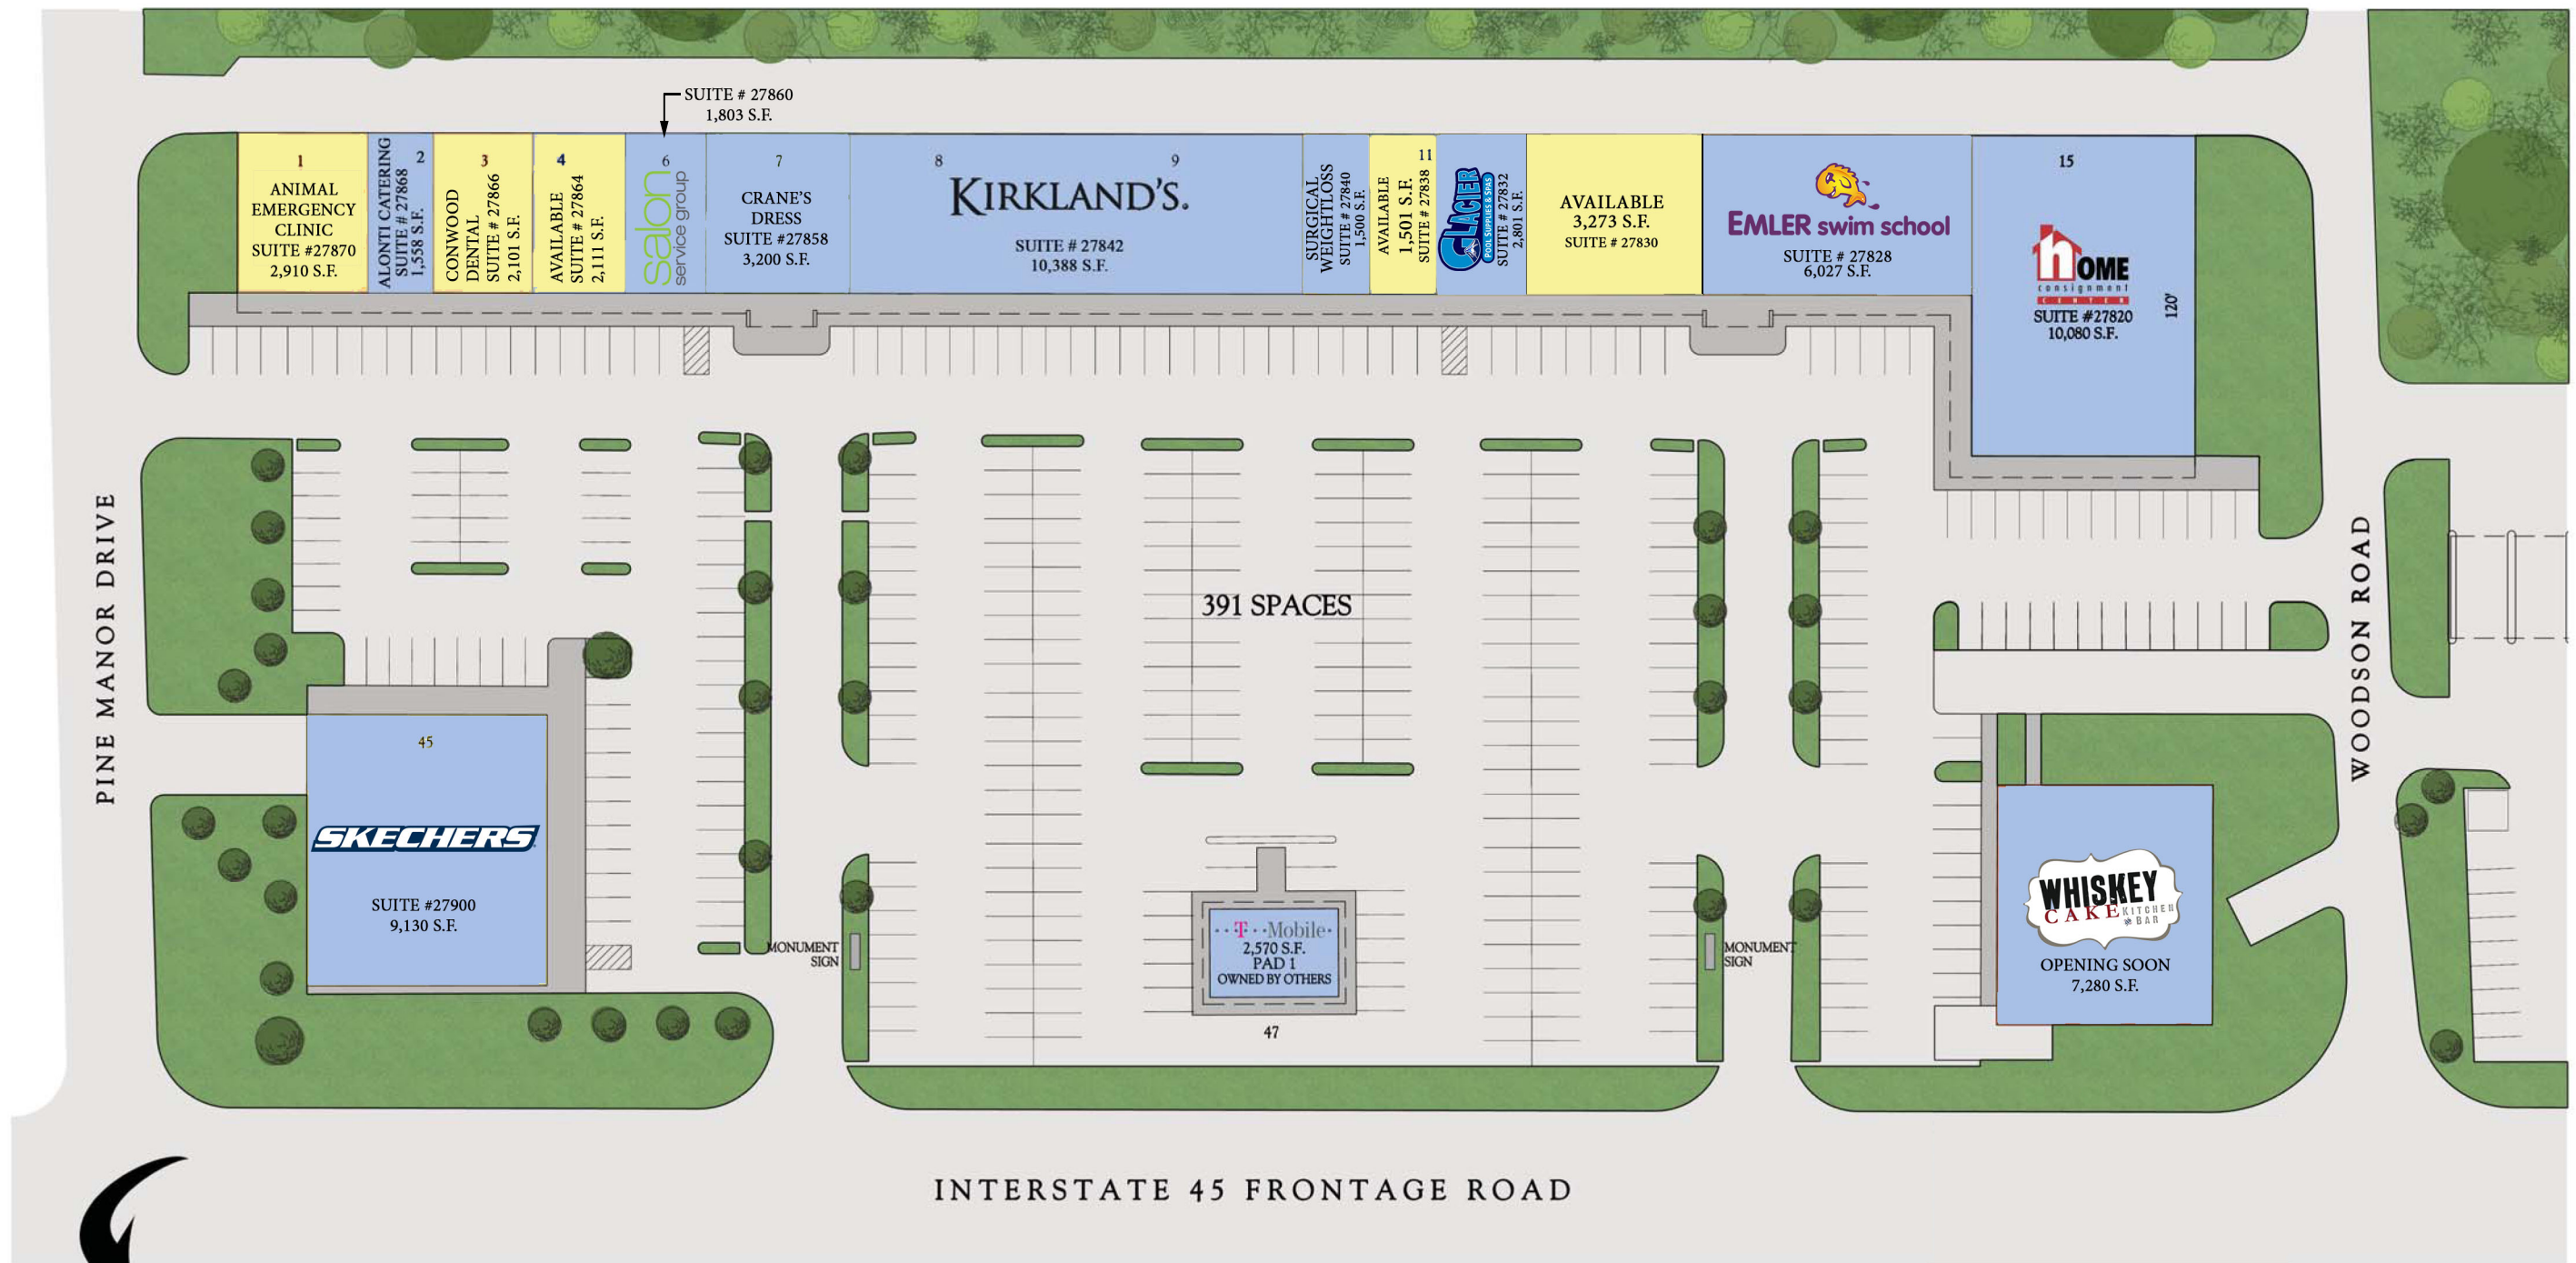 SUITE # 27860
1,803 S.F.
1
ANIMAL
EMERGENCY
CLINIC
SUITE #27870
2,910 S.F.
2
ALONTI CATERING
SUITE # 27868
1,558 S.F.
3
CONWOOD
DENTAL
SUITE # 27866
2,101 S.F.
4
AVAILABLE
SUITE # 27864
2,111 S.F.
6
salon
service group
7
CRANE'S
DRESS
SUITE #27858
3,200 S.F.
8
9
KIRKLAND'S.
SUITE # 27842
10,388 S.F.
SURGICAL
WEIGHTLOSS
SUITE # 27840
1,500 S.F.
11
AVAILABLE
1,501 S.F.
SUITE # 27838
GLACIER
POOL SUPPLIES & SPAS
SUITE # 27832
2,801 S.F.
AVAILABLE
3,273 S.F.
SUITE # 27830
EMLER swim school
SUITE # 27828
6,027 S.F.
15
hOME
consignment
CENTER
SUITE #27820
10,080 S.F.
120'
PINE MANOR DRIVE
391 SPACES
WOODSON ROAD
45
SKECHERS
SUITE #27900
9,130 S.F.
MONUMENT
SIGN
T··Mobile·
2,570 S.F.
PAD 1
OWNED BY OTHERS
47
MONUMENT
SIGN
WHISKEY
CAKE KITCHEN
& BAR
OPENING SOON
7,280 S.F.
INTERSTATE 45 FRONTAGE ROAD